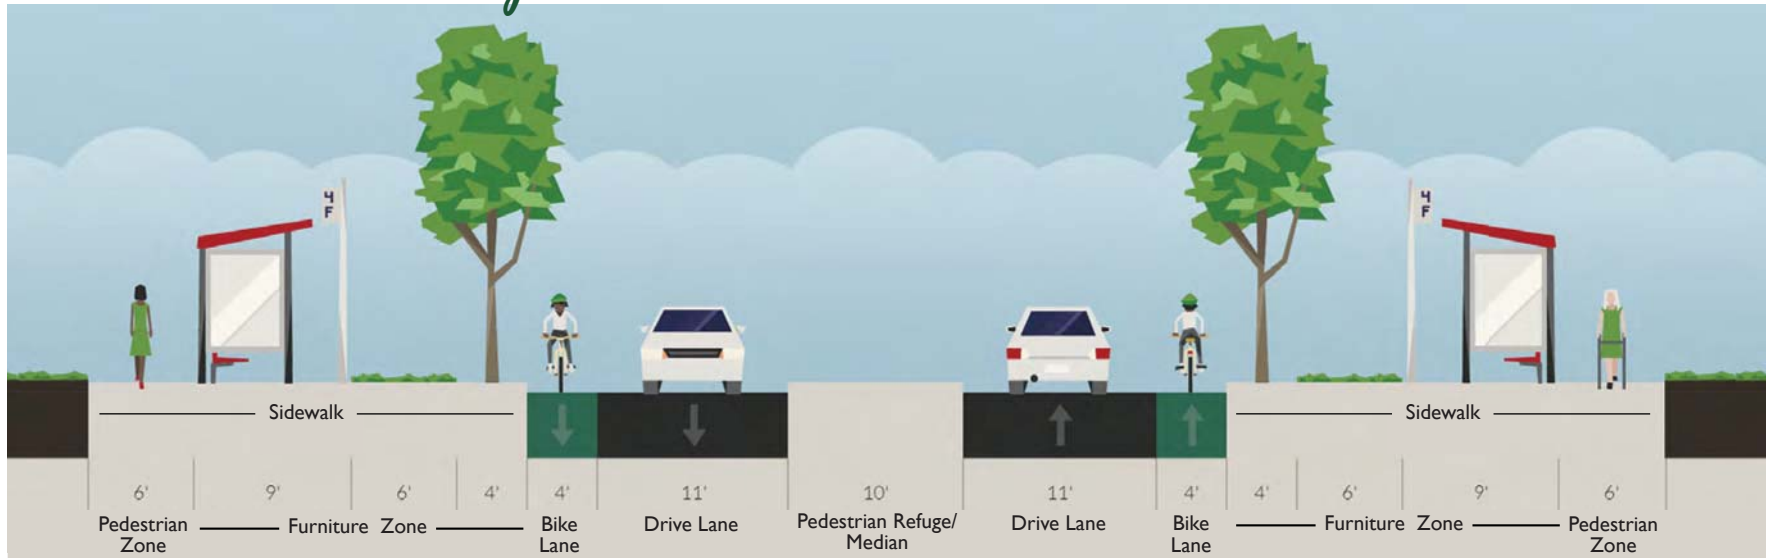 4
F
4
F
Sidewalk
Sidewalk
6' 9' 6' 4' 4' 11' 10' 11' 4' 4' 6' 9' 6'
Pedestrian Zone
Furniture Zone
Bike Lane
Drive Lane
Pedestrian Refuge/
Median
Drive Lane
Bike Lane
Furniture Zone
Pedestrian Zone